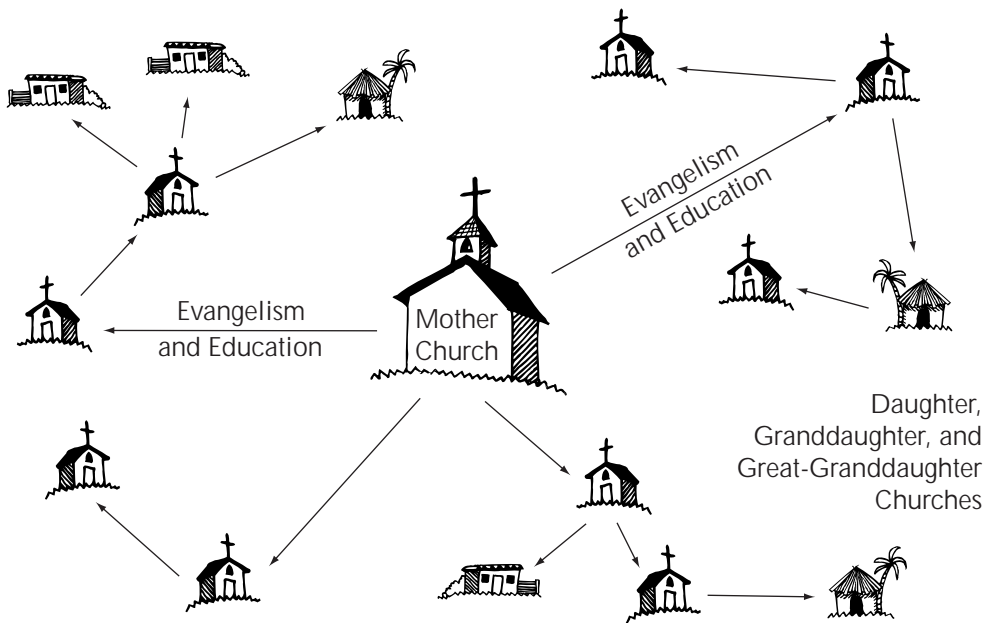 Evangelism
and Education
Evangelism
and Education
Mother
Church
Daughter,
Granddaughter, and
Great-Granddaughter
Churches